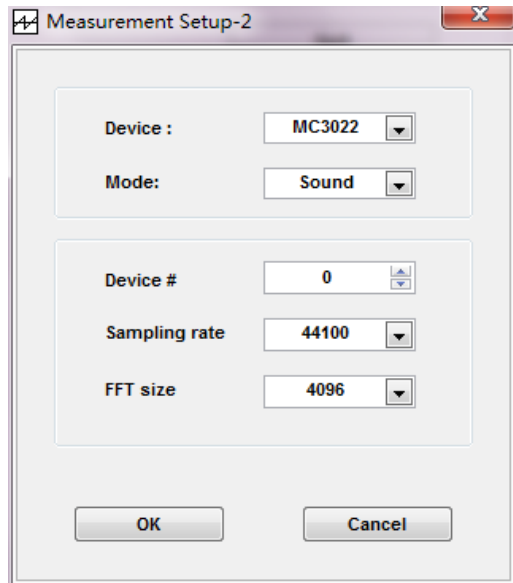 Measurement Setup-2
Device : MC3022
Mode: Sound
Device # 0
Sampling rate 44100
FFT size 4096
OK Cancel